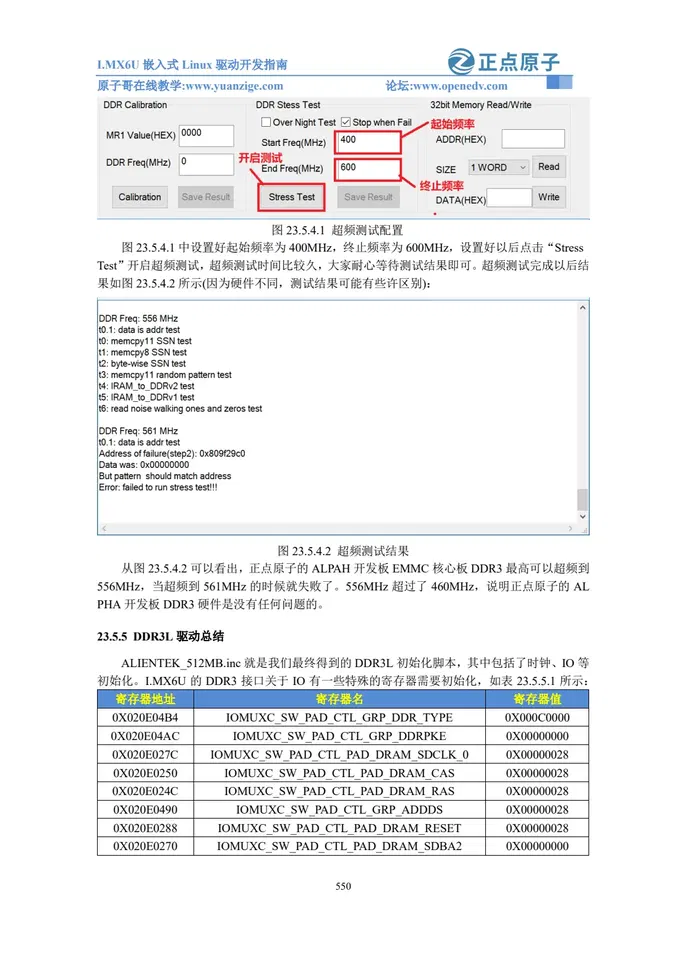 I.MX6U 嵌入式 Linux 驱动开发指南
正点原子
原子哥在线教学:www.yuanzige.com
论坛:www.openedv.com
DDR Calibration
MR1 Value(HEX) 0000
DDR Freq(MHz) 0
Calibration Save Result
DDR Stess Test
Over Night Test Stop when Fail
起始频率
Start Freq(MHz) 400
开启测试
End Freq(MHz) 600
终止频率
Stress Test Save Result
32bit Memory Read/Write
ADDR(HEX)
SIZE 1 WORD Read
DATA(HEX) Write
图 23.5.4.1 超频测试配置
图 23.5.4.1 中设置好起始频率为 400MHz，终止频率为 600MHz，设置好以后点击“Stress
Test”开启超频测试，超频测试时间比较久，大家耐心等待测试结果即可。超频测试完成以后结
果如图 23.5.4.2 所示(因为硬件不同，测试结果可能有些许区别)：
DDR Freq: 556 MHz
t0.1: data is addr test
t0: memcpy11 SSN test
t1: memcpy8 SSN test
t2: byte-wise SSN test
t3: memcpy11 random pattern test
t4: IRAM_to_DDRv2 test
t5: IRAM_to_DDRv1 test
t6: read noise walking ones and zeros test
DDR Freq: 561 MHz
t0.1: data is addr test
Address of failure(step2): 0x809f29c0
Data was: 0x00000000
But pattern should match address
Error: failed to run stress test!!!
图 23.5.4.2 超频测试结果
从图 23.5.4.2 可以看出，正点原子的 ALPAH 开发板 EMMC 核心板 DDR3 最高可以超频到
556MHz，当超频到 561MHz 的时候就失败了。556MHz 超过了 460MHz，说明正点原子的 AL
PHA 开发板 DDR3 硬件是没有任何问题的。
23.5.5 DDR3L 驱动总结
ALIENTEK_512MB.inc 就是我们最终得到的 DDR3L 初始化脚本，其中包括了时钟、IO 等
初始化。I.MX6U 的 DDR3 接口关于 IO 有一些特殊的寄存器需要初始化，如表 23.5.5.1 所示：
寄存器地址 寄存器名 寄存器值
0X020E04B4 IOMUXC_SW_PAD_CTL_GRP_DDR_TYPE 0X000C0000
0X020E04AC IOMUXC_SW_PAD_CTL_GRP_DDRPKE 0X00000000
0X020E027C IOMUXC_SW_PAD_CTL_PAD_DRAM_SDCLK_0 0X00000028
0X020E0250 IOMUXC_SW_PAD_CTL_PAD_DRAM_CAS 0X00000028
0X020E024C IOMUXC_SW_PAD_CTL_PAD_DRAM_RAS 0X00000028
0X020E0490 IOMUXC_SW_PAD_CTL_GRP_ADDDS 0X00000028
0X020E0288 IOMUXC_SW_PAD_CTL_PAD_DRAM_RESET 0X00000028
0X020E0270 IOMUXC_SW_PAD_CTL_PAD_DRAM_SDBA2 0X00000000
550